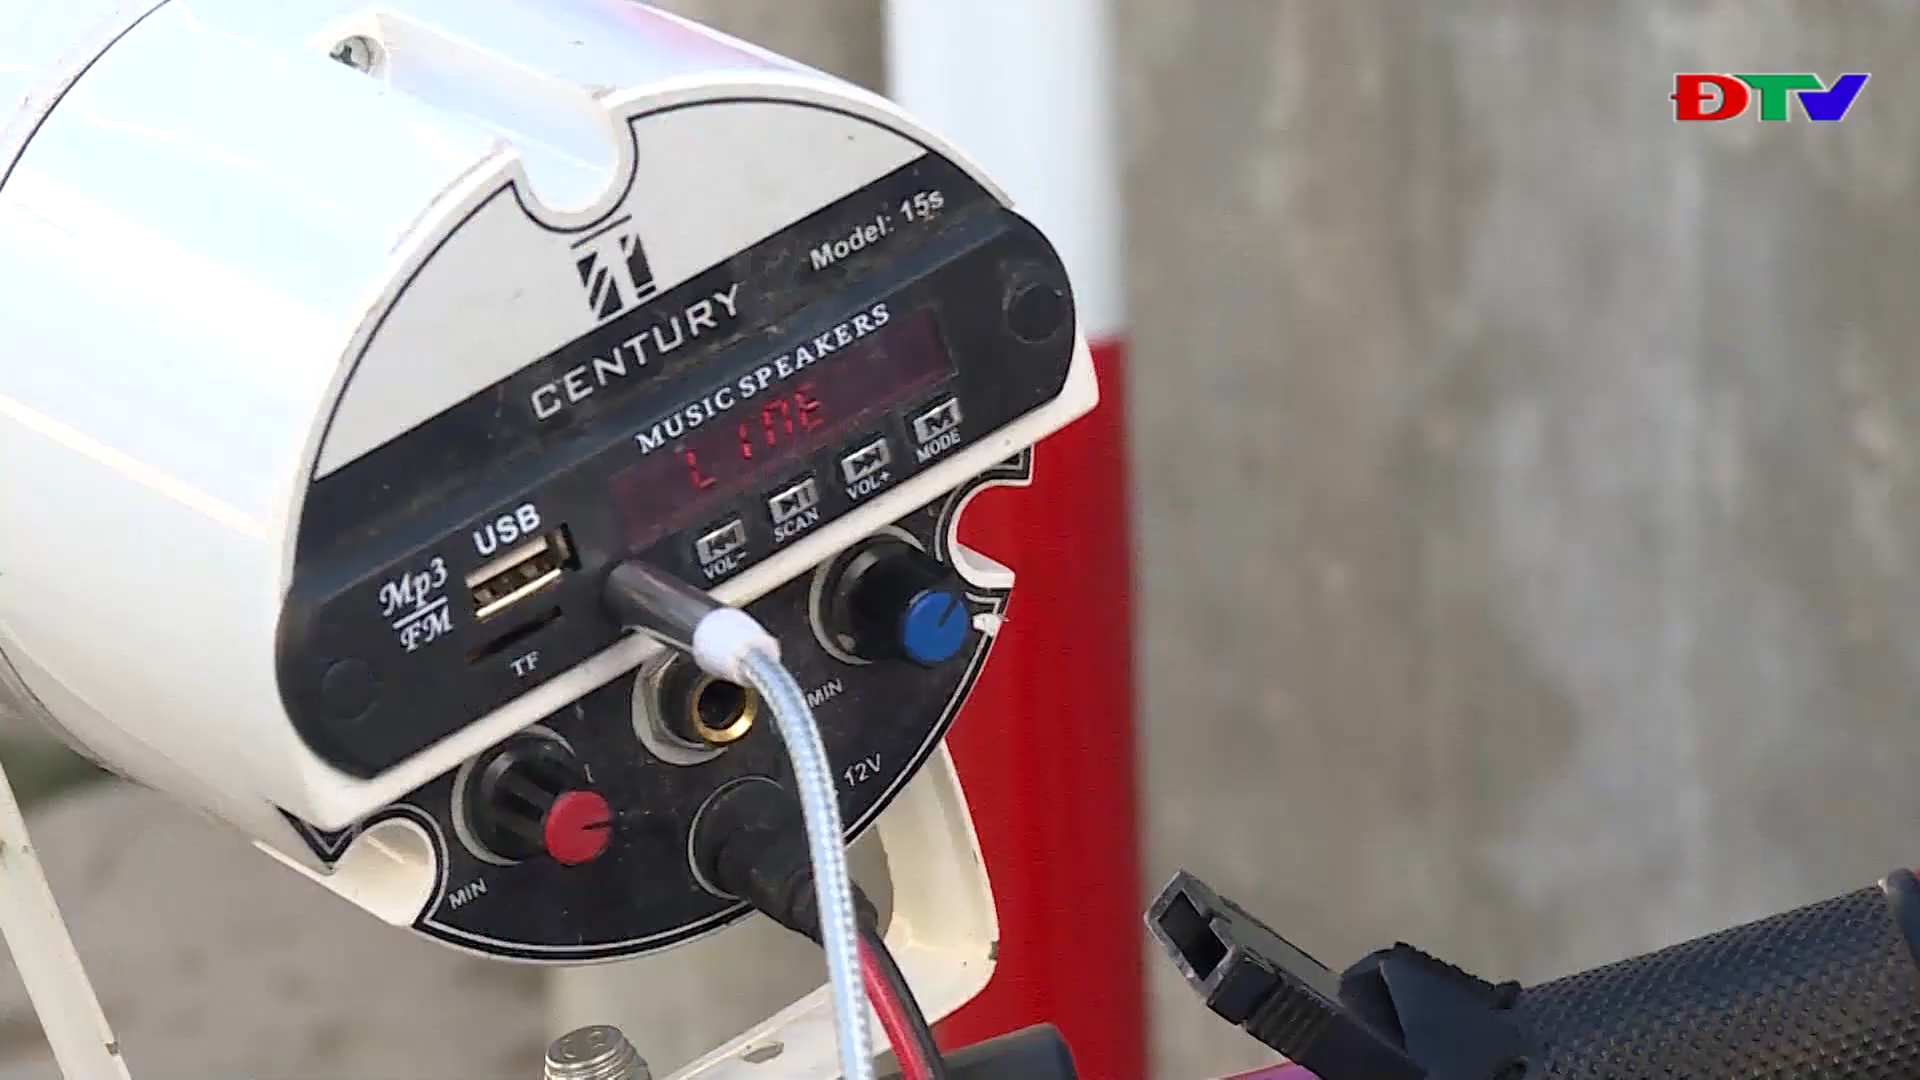 ĐTV
Model: 15s
CENTURY
MUSIC SPEAKERS
LINE
USB
Mp3
FM
TF
VOL-
SCAN
VOL+
MODE
MIN
12V
MIN